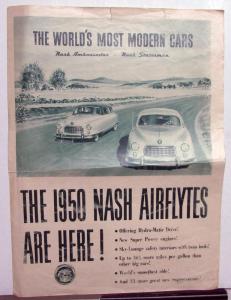 THE WORLD'S MOST MODERN CARS
Nash Ambassador - Nash Statesman
THE 1950 NASH AIRFLYTES
ARE HERE!
• Offering Hydra-Matic Drive!
• New Super Power engines!
• Sky-Lounge safety interiors with twin beds!
• Up to 30% more miles per gallon than
other big cars!
• World's smoothest ride!
• And 33 more great new